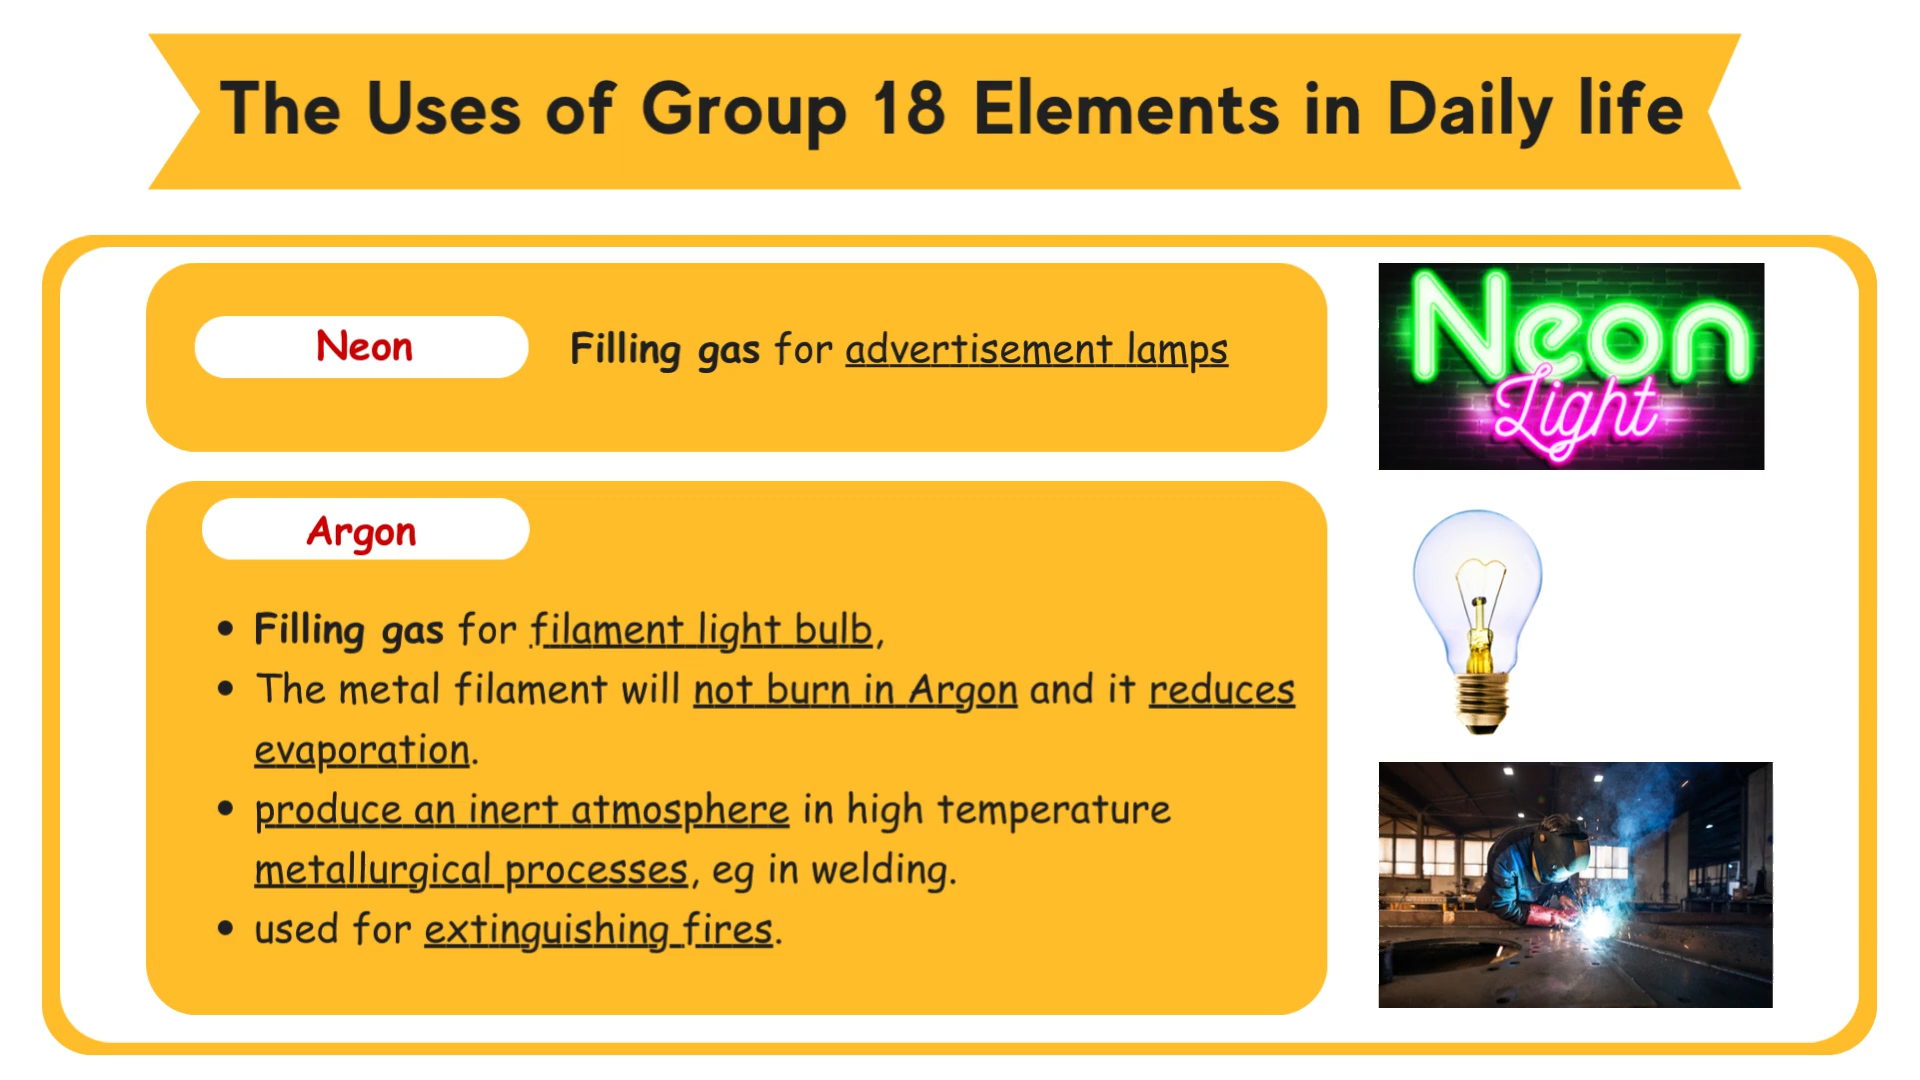 The Uses of Group 18 Elements in Daily life
Neon
Filling gas for advertisement lamps
Neon
Light
Argon
• Filling gas for filament light bulb,
• The metal filament will not burn in Argon and it reduces
evaporation.
• produce an inert atmosphere in high temperature
metallurgical processes, eg in welding.
• used for extinguishing fires.